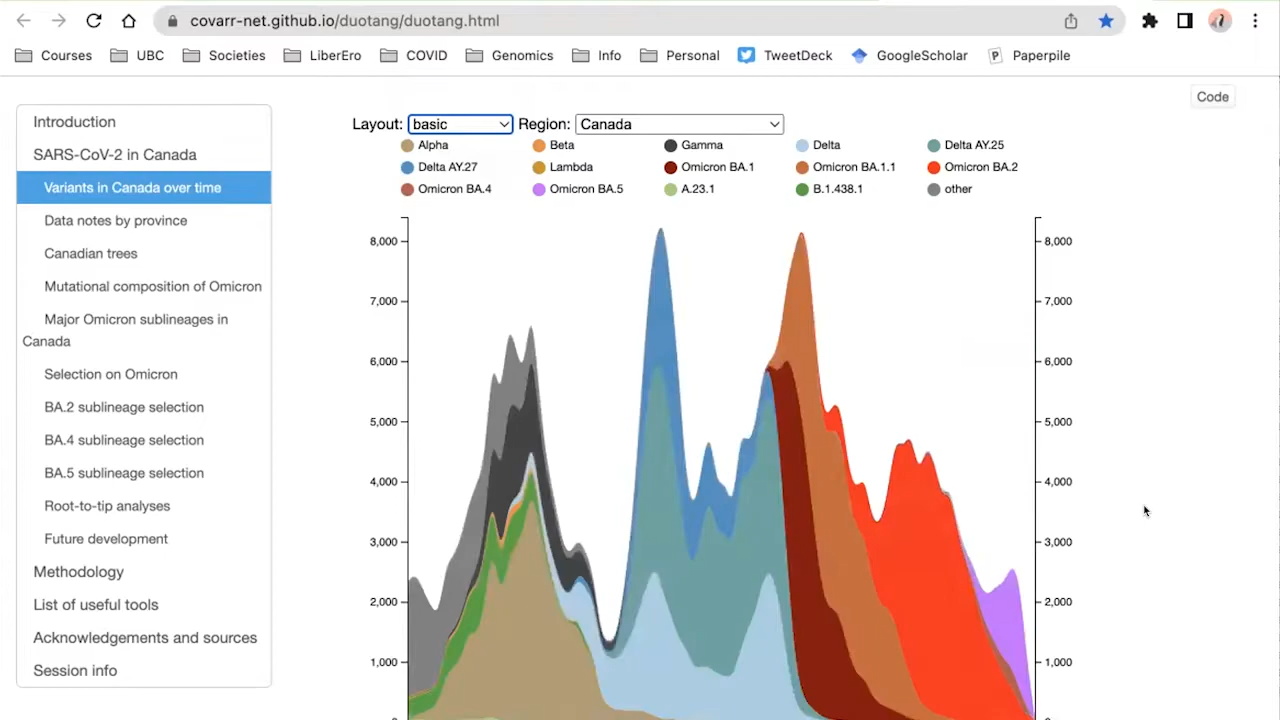 covarr-net.github.io/duotang/duotang.html
Courses UBC Societies LiberEro COVID Genomics Info Personal TweetDeck GoogleScholar P Paperpile
Code
Introduction
SARS-CoV-2 in Canada
Variants in Canada over time
Data notes by province
Canadian trees
Mutational composition of Omicron
Major Omicron sublineages in
Canada
Selection on Omicron
BA.2 sublineage selection
BA.4 sublineage selection
BA.5 sublineage selection
Root-to-tip analyses
Future development
Methodology
List of useful tools
Acknowledgements and sources
Session info
Layout: basic Region: Canada
Alpha Beta Gamma Delta Delta AY.25
Delta AY.27 Lambda Omicron BA.1 Omicron BA.1.1 Omicron BA.2
Omicron BA.4 Omicron BA.5 A.23.1 B.1.438.1 other
8,000 8,000
7,000 7,000
6,000 6,000
5,000 5,000
4,000 4,000
3,000 3,000
2,000 2,000
1,000 1,000